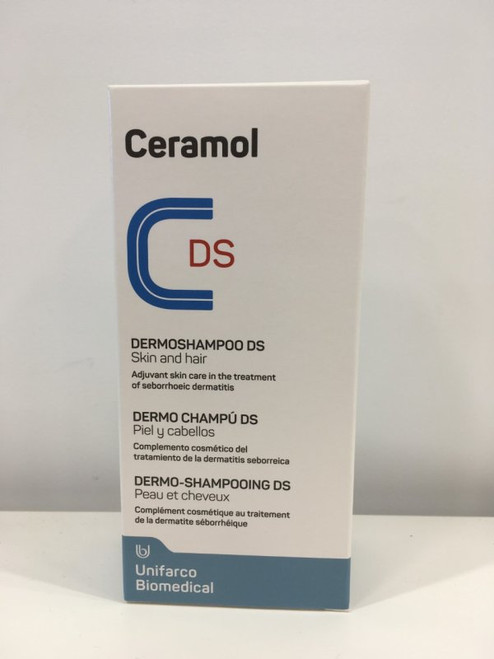 Ceramol
DS
DERMOSHAMPOO DS
Skin and hair
Adjuvant skin care in the treatment
of seborrhoeic dermatitis
DERMO CHAMPÚ DS
Piel y cabellos
Complemento cosmético del
tratamiento de la dermatitis seborreica
DERMO-SHAMPOOING DS
Peau et cheveux
Complément cosmétique au traitement
de la dermatite séborrhéique
Unifarco
Biomedical